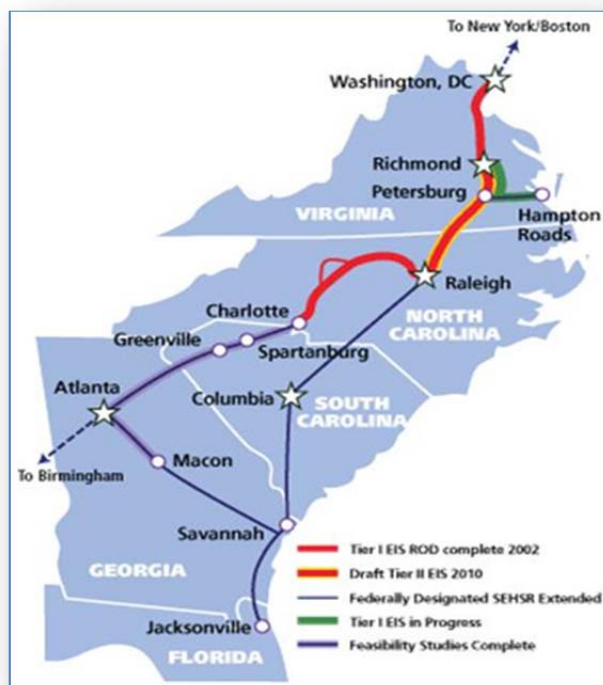 To New York/Boston
Washington, DC
Richmond
Petersburg
Hampton
Roads
VIRGINIA
Raleigh
NORTH
CAROLINA
Charlotte
Greenville
Spartanburg
Atlanta
Columbia
SOUTH
CAROLINA
To Birmingham
Macon
Savannah
GEORGIA
Jacksonville
FLORIDA
Tier I EIS ROD complete 2002
Draft Tier II EIS 2010
Federally Designated SEHSR Extended
Tier I EIS in Progress
Feasibility Studies Complete